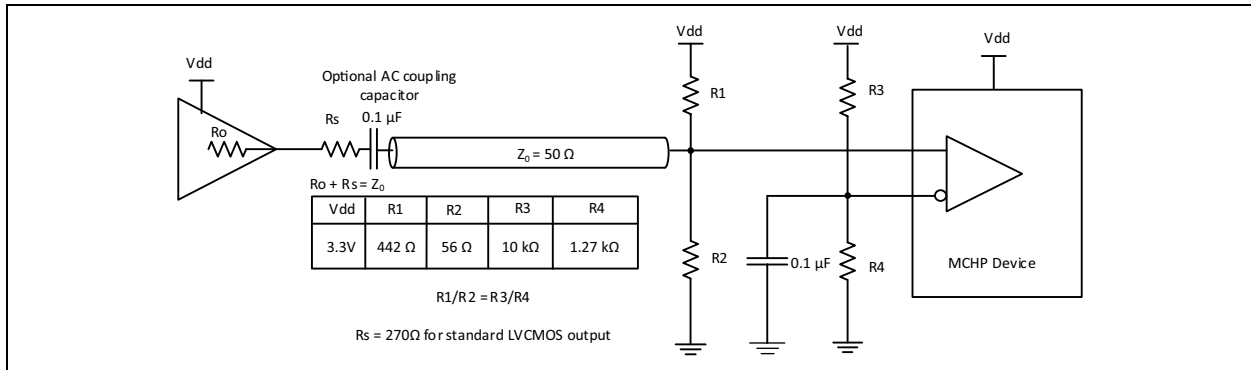 Vdd
Vdd
Vdd
Vdd
Optional AC coupling
capacitor
Rs
0.1 µF
Ro
R1
R3
Z₀ = 50 Ω
Ro + Rs = Z₀
Vdd R1 R2 R3 R4
3.3V 442 Ω 56 Ω 10 kΩ 1.27 kΩ
R2
0.1 µF
R4
MCHP Device
R1/R2 = R3/R4
Rs = 270Ω for standard LVCMOS output